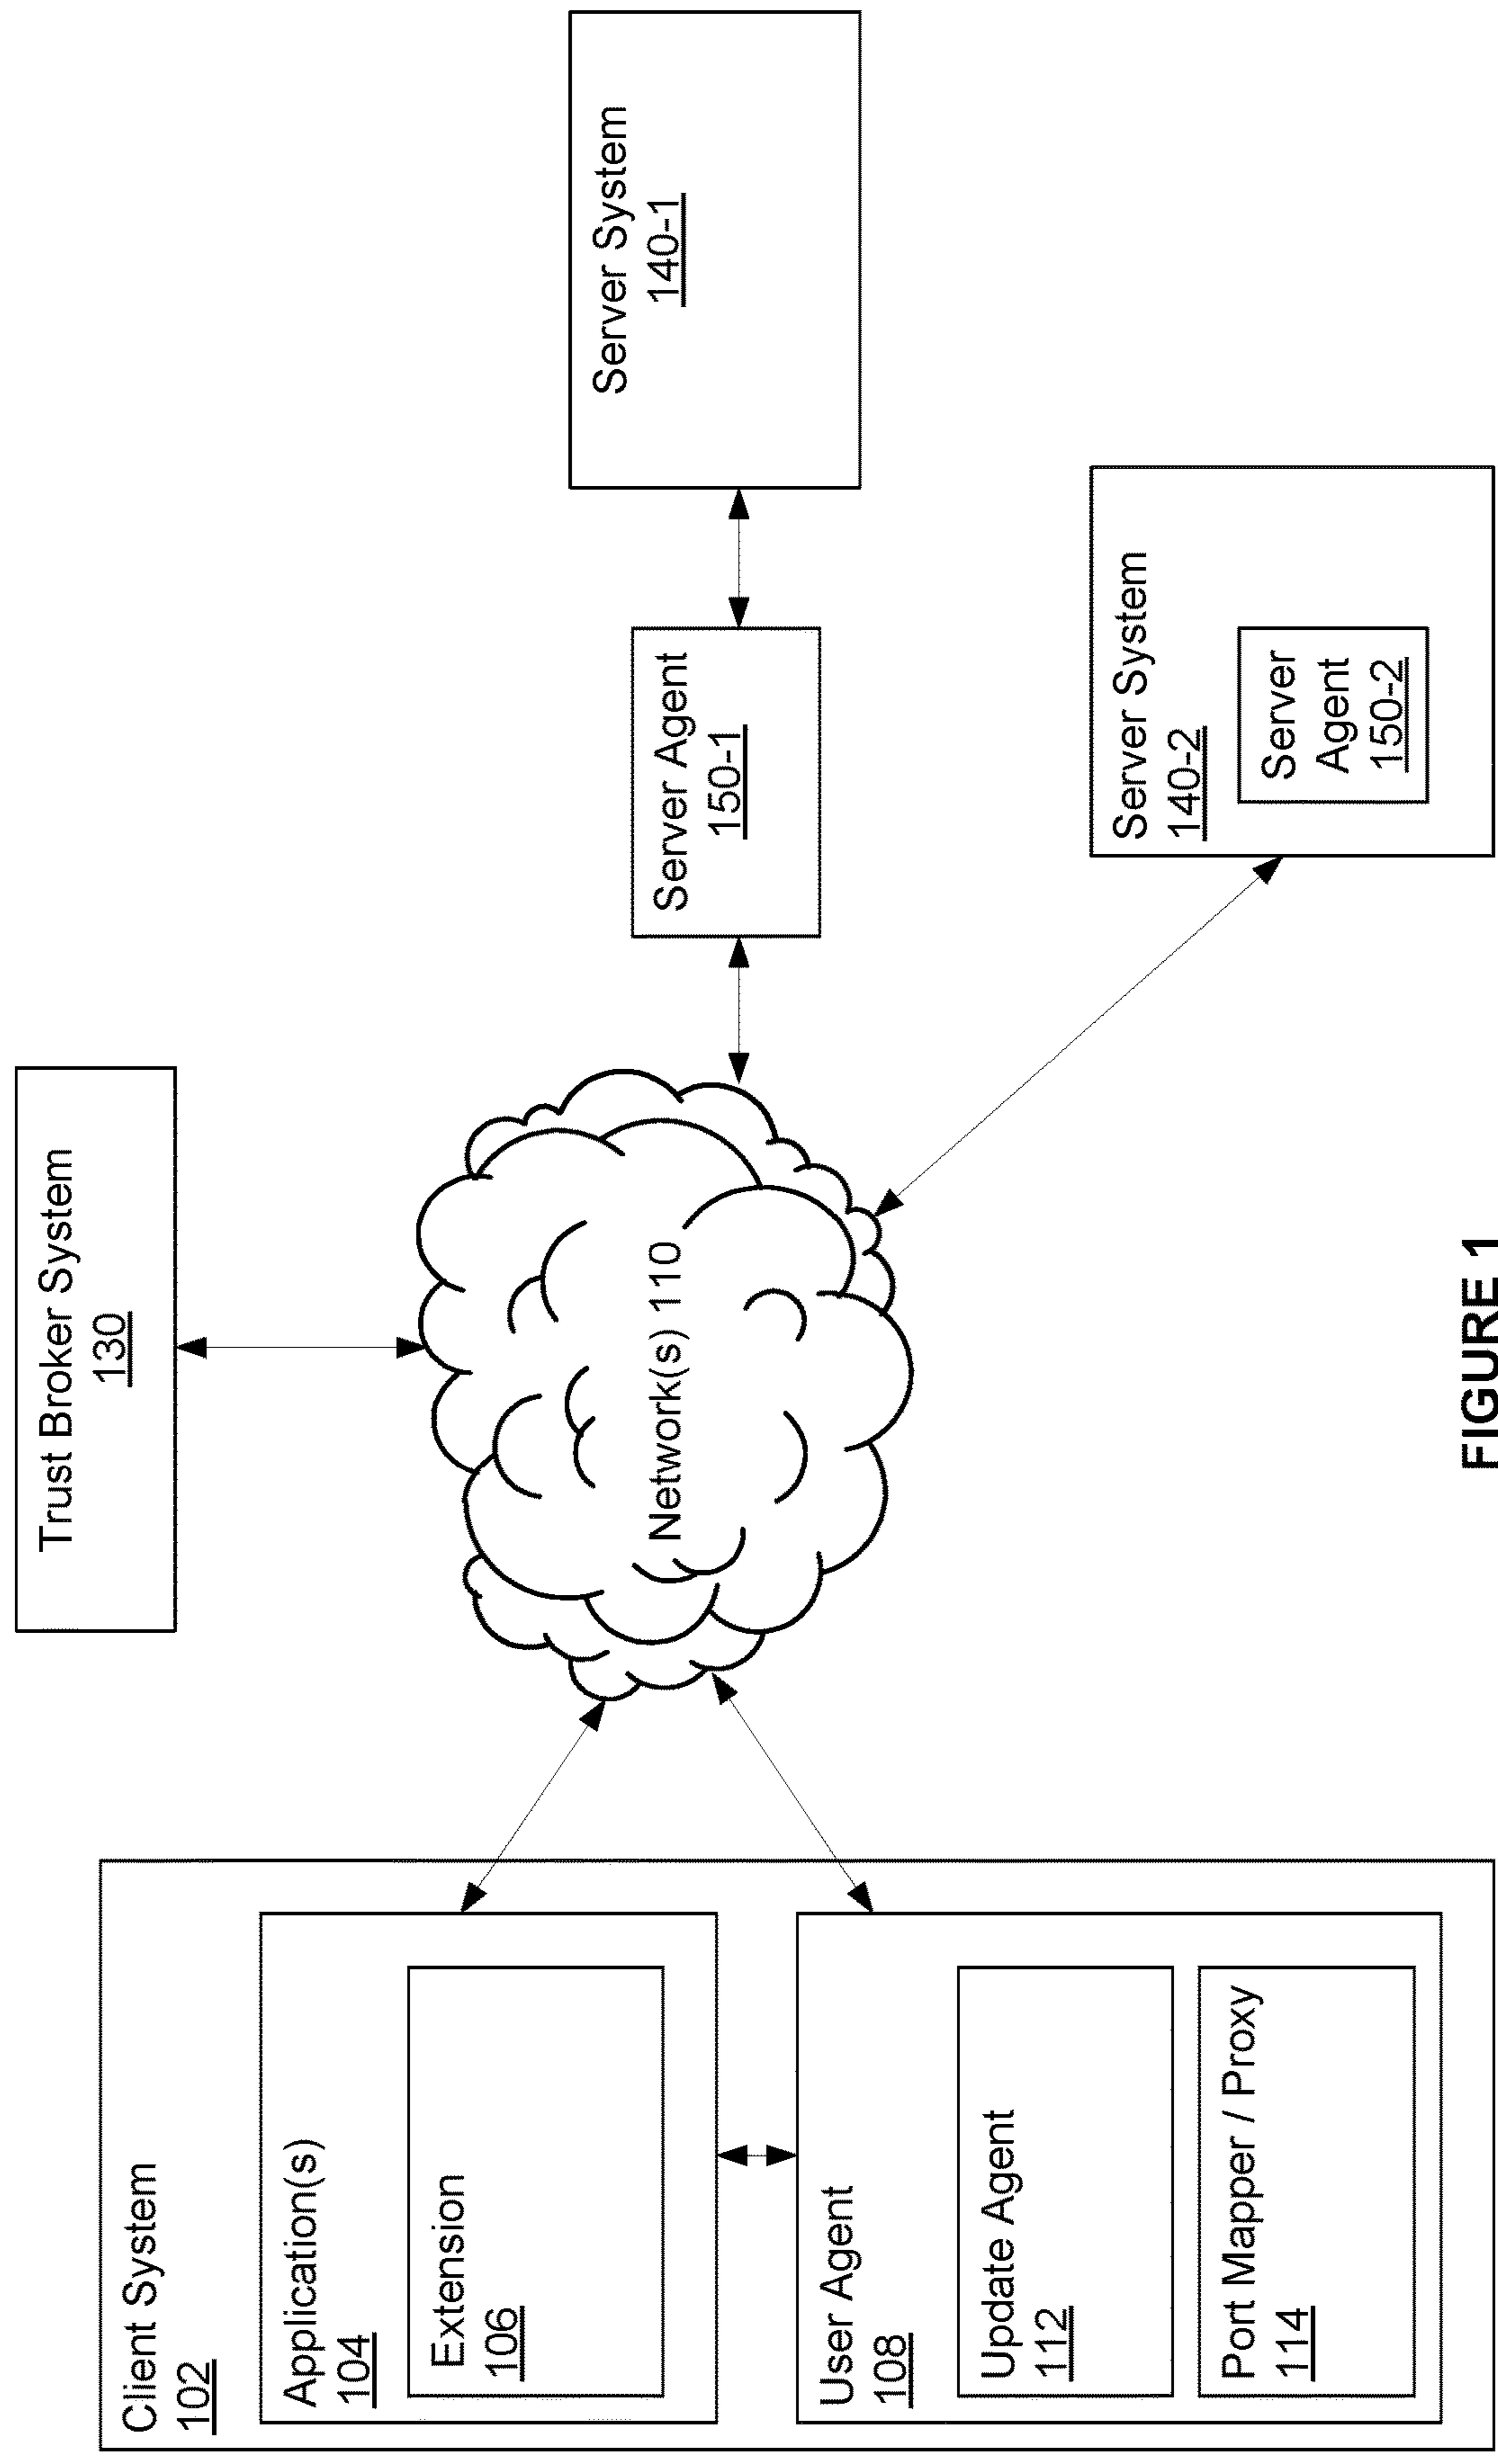 Client System
102
Application(s)
104
Extension
106
User Agent
108
Update Agent
112
Port Mapper / Proxy
114
Trust Broker System
130
Network(s) 110
Server Agent
150-1
Server System
140-1
Server System
140-2
Server
Agent
150-2
FIGURE 1